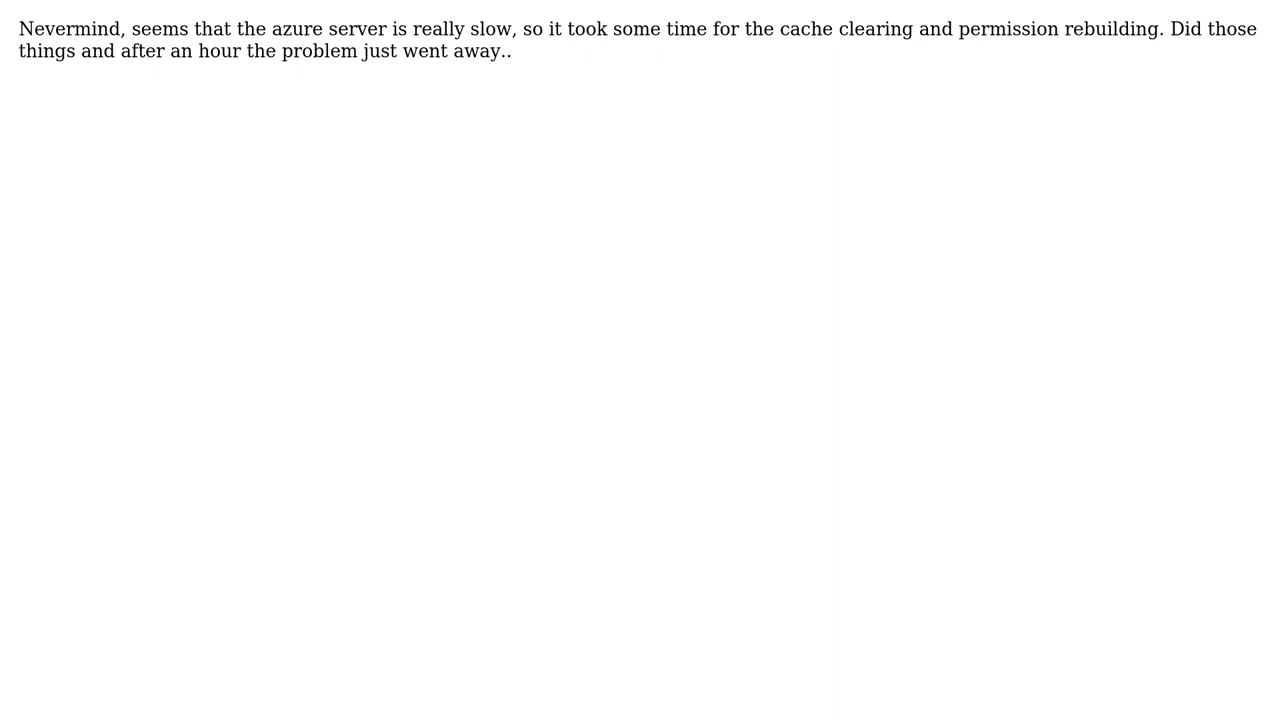 Nevermind, seems that the azure server is really slow, so it took some time for the cache clearing and permission rebuilding. Did those
things and after an hour the problem just went away..